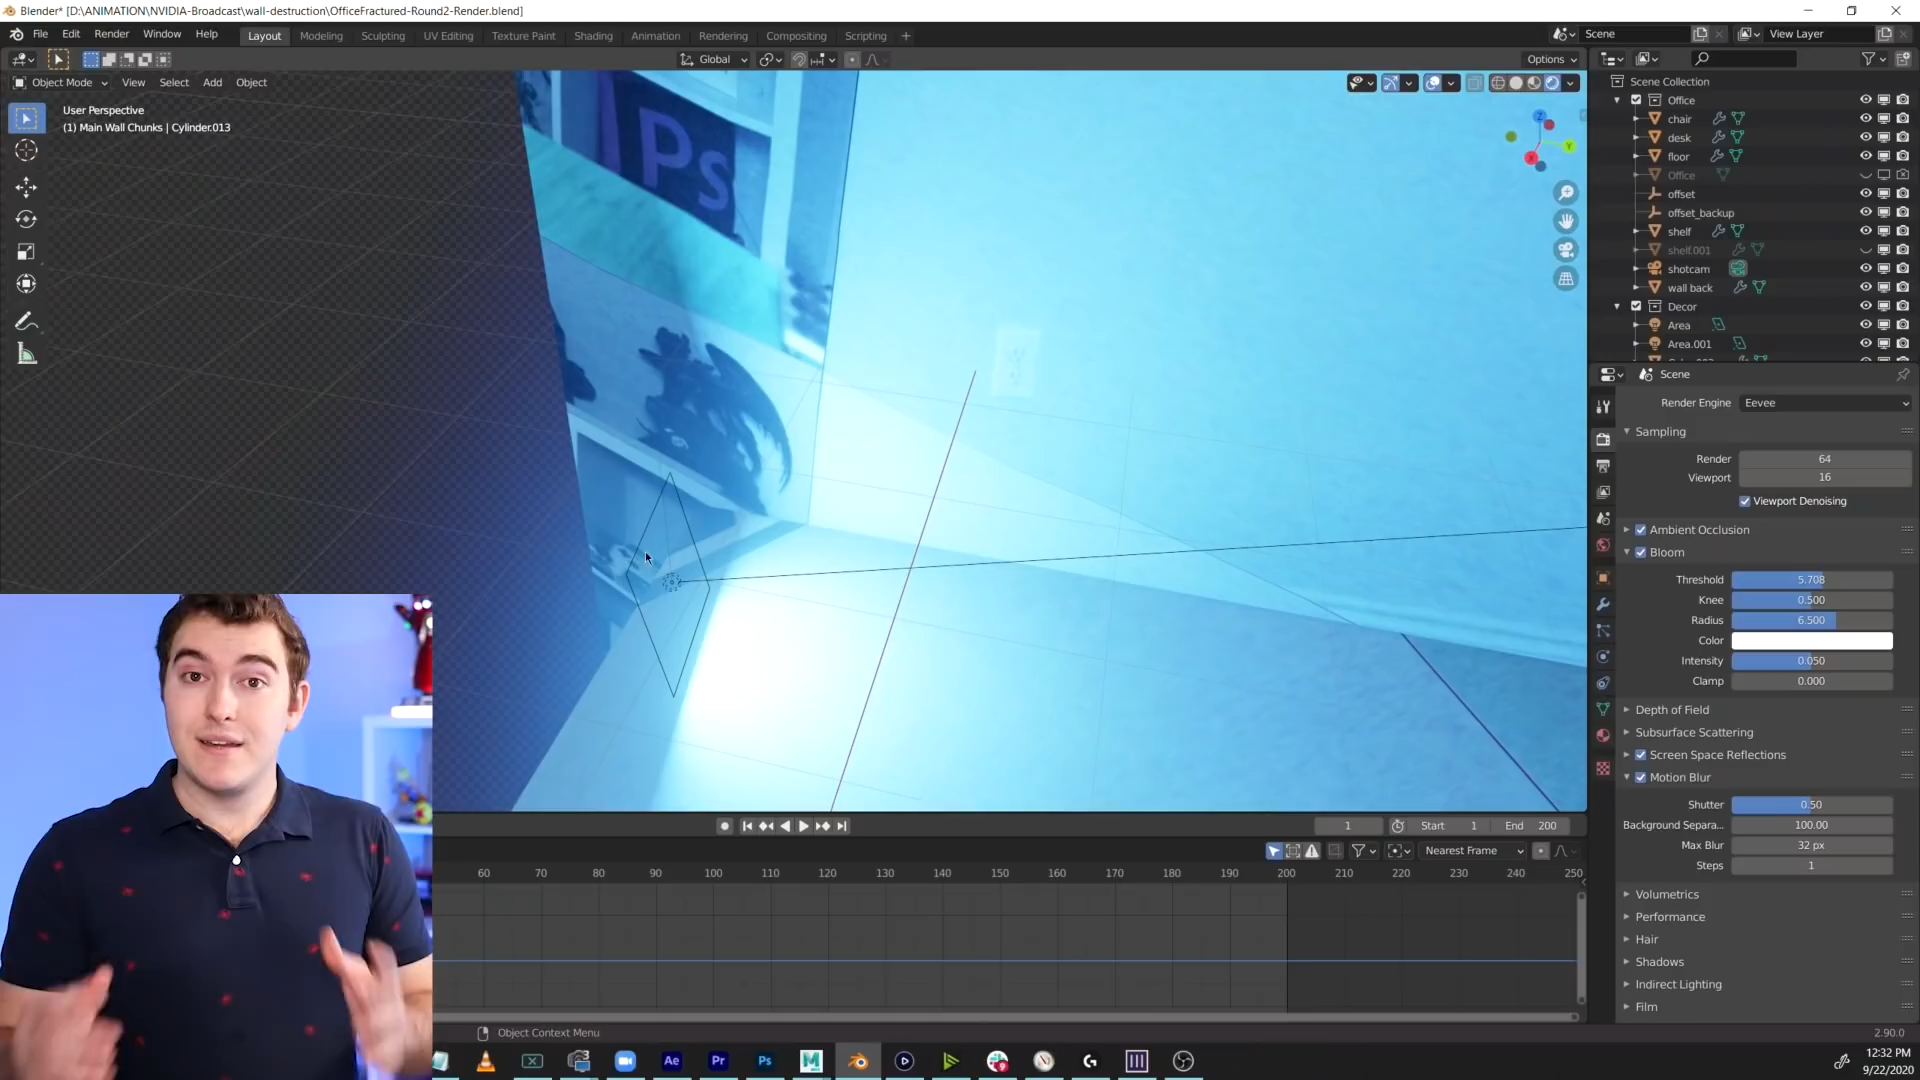 Blender* [D:\ANIMATION\NVIDIA-Broadcast\wall-destruction\OfficeFractured-Round2-Render.blend]
File Edit Render Window Help Layout Modeling Sculpting UV Editing Texture Paint Shading Animation Rendering Compositing Scripting + Scene View Layer
Global Options
Object Mode View Select Add Object
User Perspective
(1) Main Wall Chunks | Cylinder.013
Ps
Z
Y
X
Scene Collection
Office
chair
desk
floor
Office
offset
offset_backup
shelf
shelf.001
shotcam
wall back
Decor
Area
Area.001
Scene
Render Engine Eevee
Sampling
Render 64
Viewport 16
Viewport Denoising
Ambient Occlusion
Bloom
Threshold 5.708
Knee 0.500
Radius 6.500
Color
Intensity 0.050
Clamp 0.000
Depth of Field
Subsurface Scattering
Screen Space Reflections
Motion Blur
Shutter 0.50
Background Separa... 100.00
Max Blur 32 px
Steps 1
Volumetrics
Performance
Hair
Shadows
Indirect Lighting
Film
1 Start 1 End 200
Nearest Frame
60 70 80 90 100 110 120 130 140 150 160 170 180 190 200 210 220 230 240 250
Object Context Menu
2.90.0
Ae Pr Ps M
12:32 PM
9/22/2020